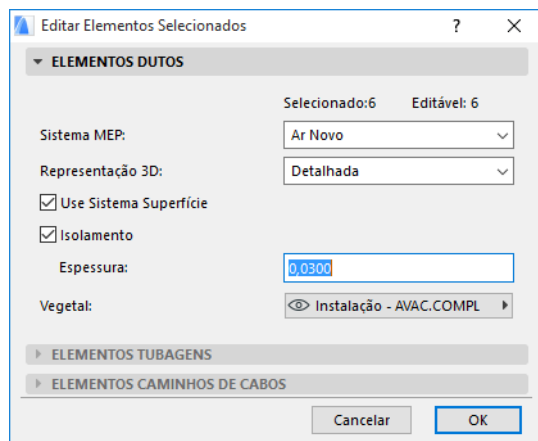 Editar Elementos Selecionados ? X
ELEMENTOS DUTOS
Selecionado:6 Editável: 6
Sistema MEP: Ar Novo
Representação 3D: Detalhada
Use Sistema Superfície
Isolamento
Espessura: 0,0300
Vegetal: Instalação - AVAC.COMPL
ELEMENTOS TUBAGENS
ELEMENTOS CAMINHOS DE CABOS
Cancelar OK